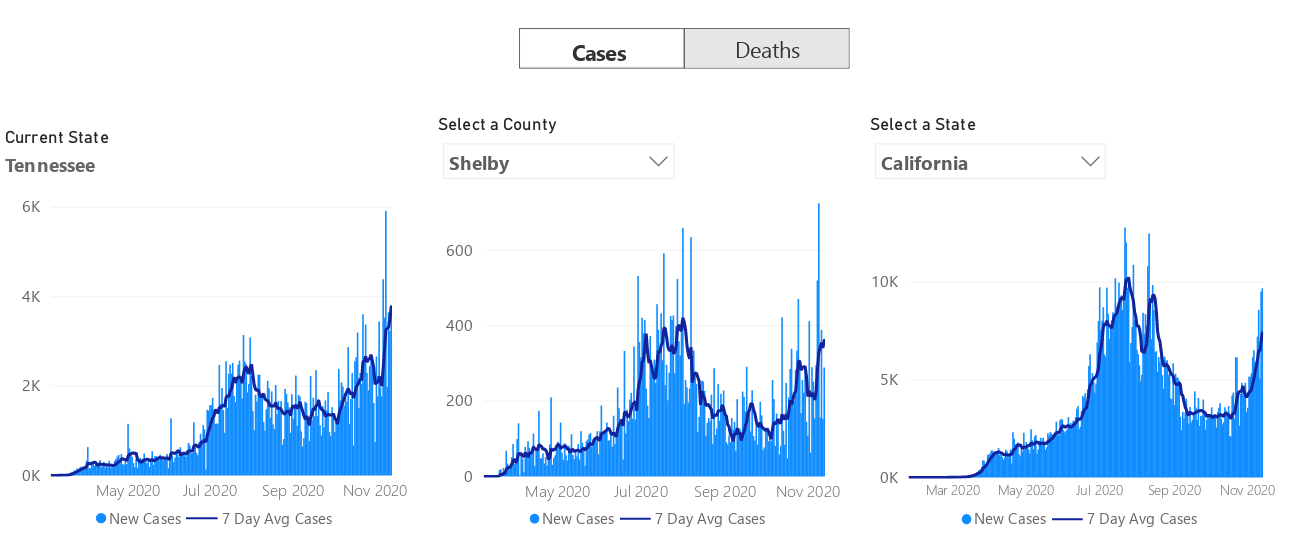 Cases
Deaths
Current State
Tennessee
6K
4K
2K
0K
May 2020
Jul 2020
Sep 2020
Nov 2020
New Cases
7 Day Avg Cases
Select a County
Shelby
600
400
200
0
May 2020
Jul 2020
Sep 2020
Nov 2020
New Cases
7 Day Avg Cases
Select a State
California
10K
5K
0K
Mar 2020
May 2020
Jul 2020
Sep 2020
Nov 2020
New Cases
7 Day Avg Cases